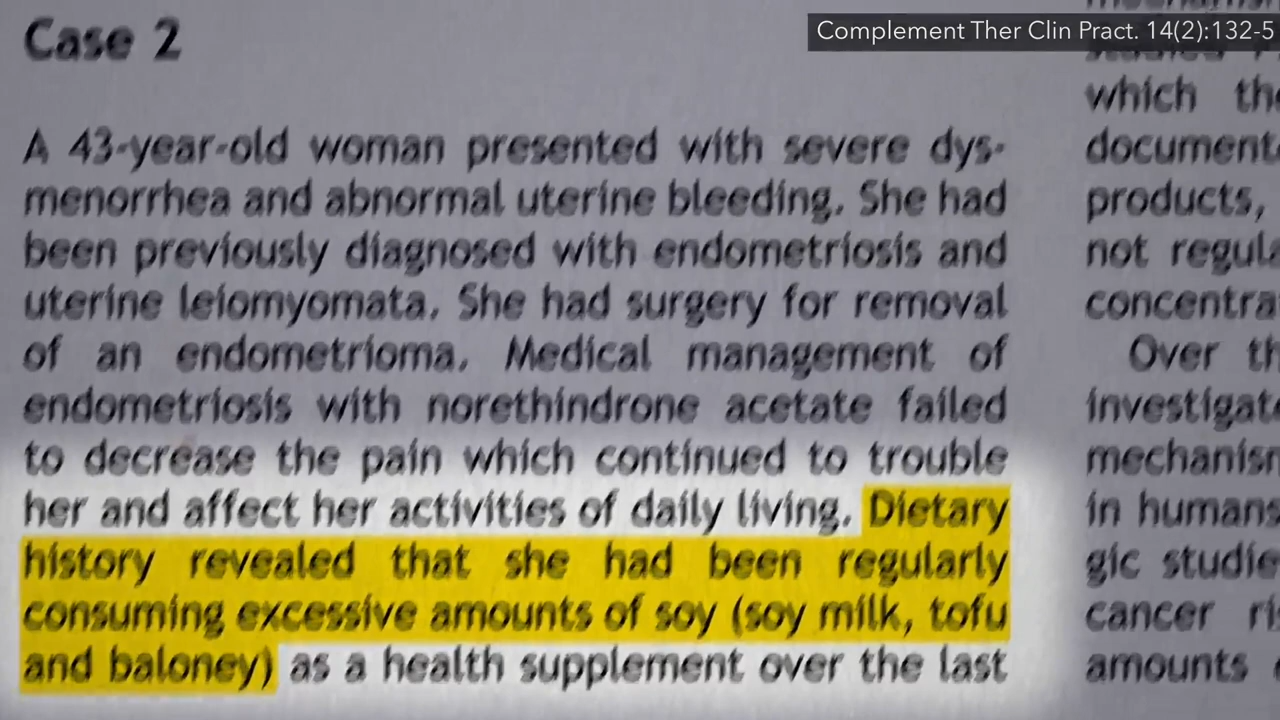 Complement Ther Clin Pract. 14(2):132-5
Case 2
A 43-year-old woman presented with severe dys-
menorrhea and abnormal uterine bleeding. She had
been previously diagnosed with endometriosis and
uterine leiomyomata. She had surgery for removal
of an endometrioma. Medical management of
endometriosis with norethindrone acetate failed
to decrease the pain which continued to trouble
her and affect her activities of daily living. Dietary
history revealed that she had been regularly
consuming excessive amounts of soy (soy milk, tofu
and baloney) as a health supplement over the last
which
products,
not
Over
in
studie
cancer
amounts